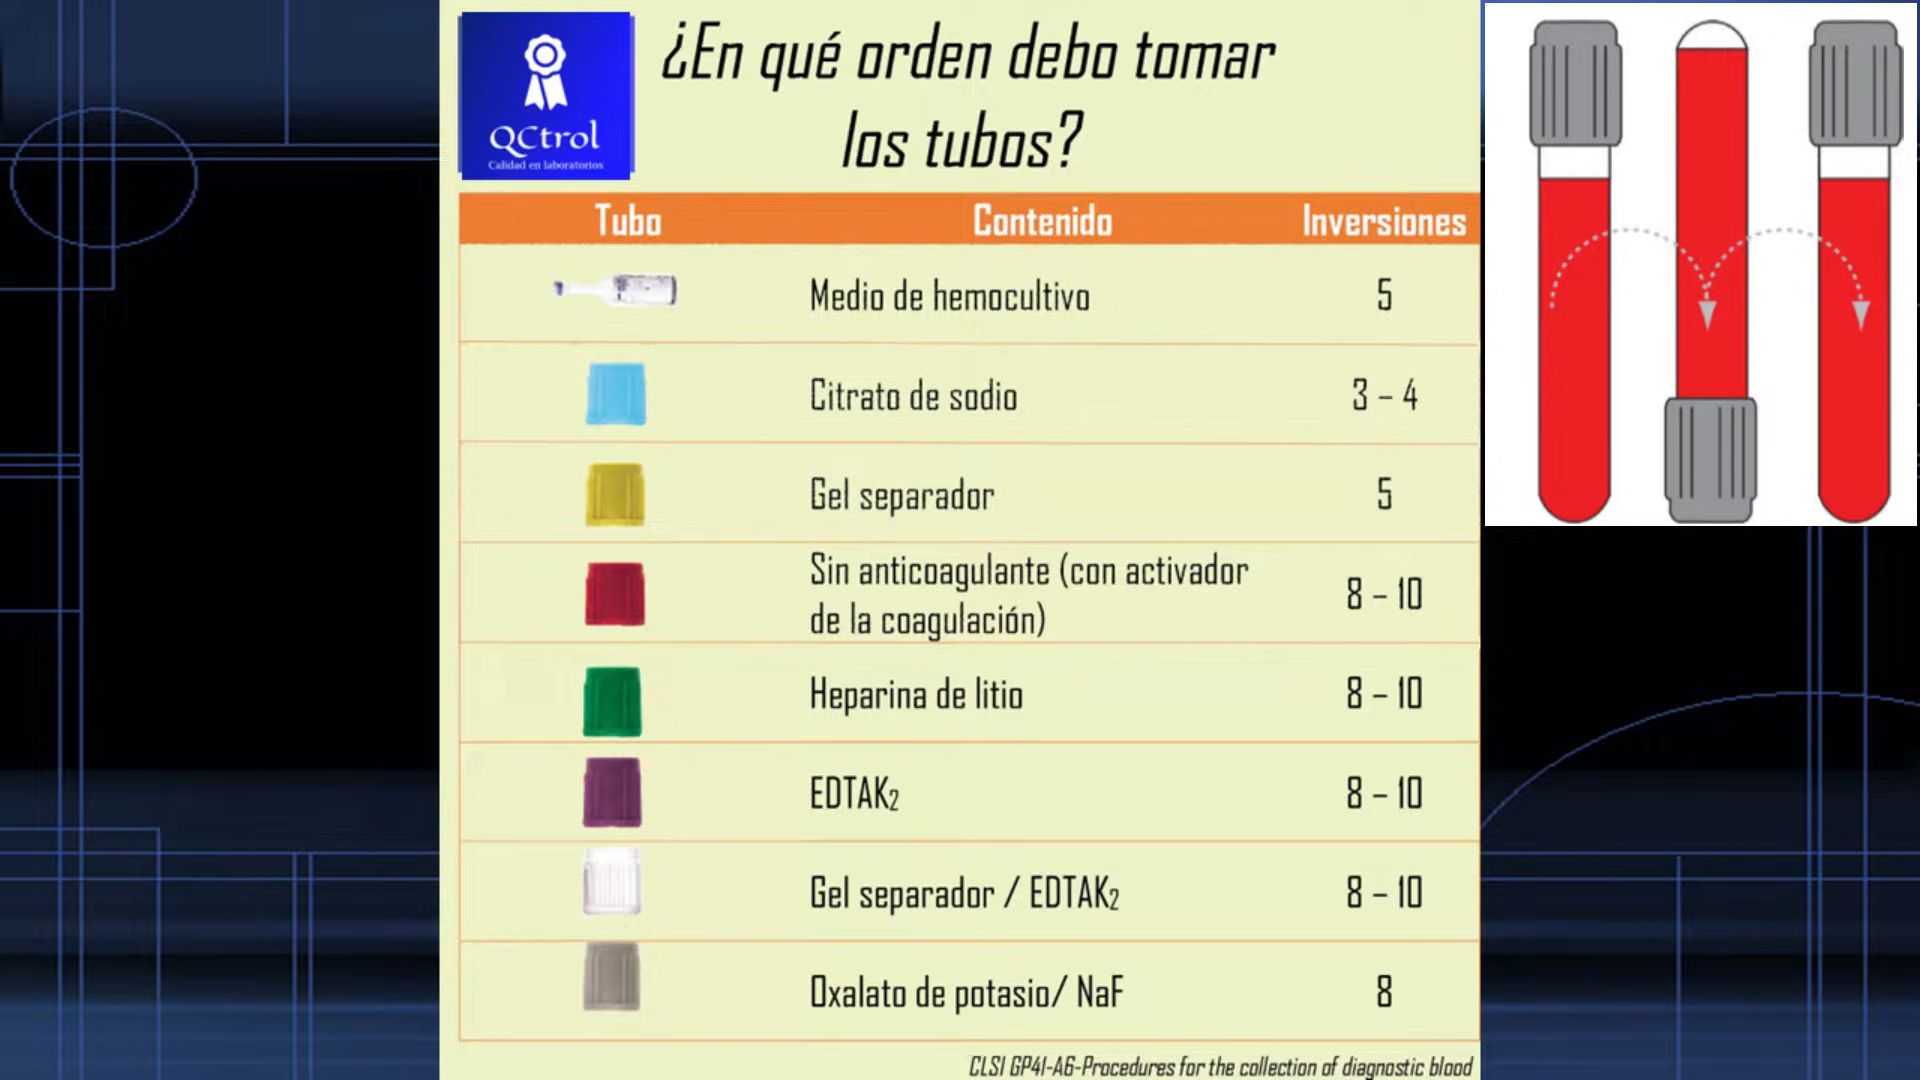 QCtrol
Calidad en laboratorios
¿En qué orden debo tomar
los tubos?
Tubo Contenido Inversiones
Medio de hemocultivo 5
Citrato de sodio 3 – 4
Gel separador 5
Sin anticoagulante (con activador
de la coagulación) 8 – 10
Heparina de litio 8 – 10
EDTAK₂ 8 – 10
Gel separador / EDTAK₂ 8 – 10
Oxalato de potasio/ NaF 8
CLSI GP41-A6-Procedures for the collection of diagnostic blood